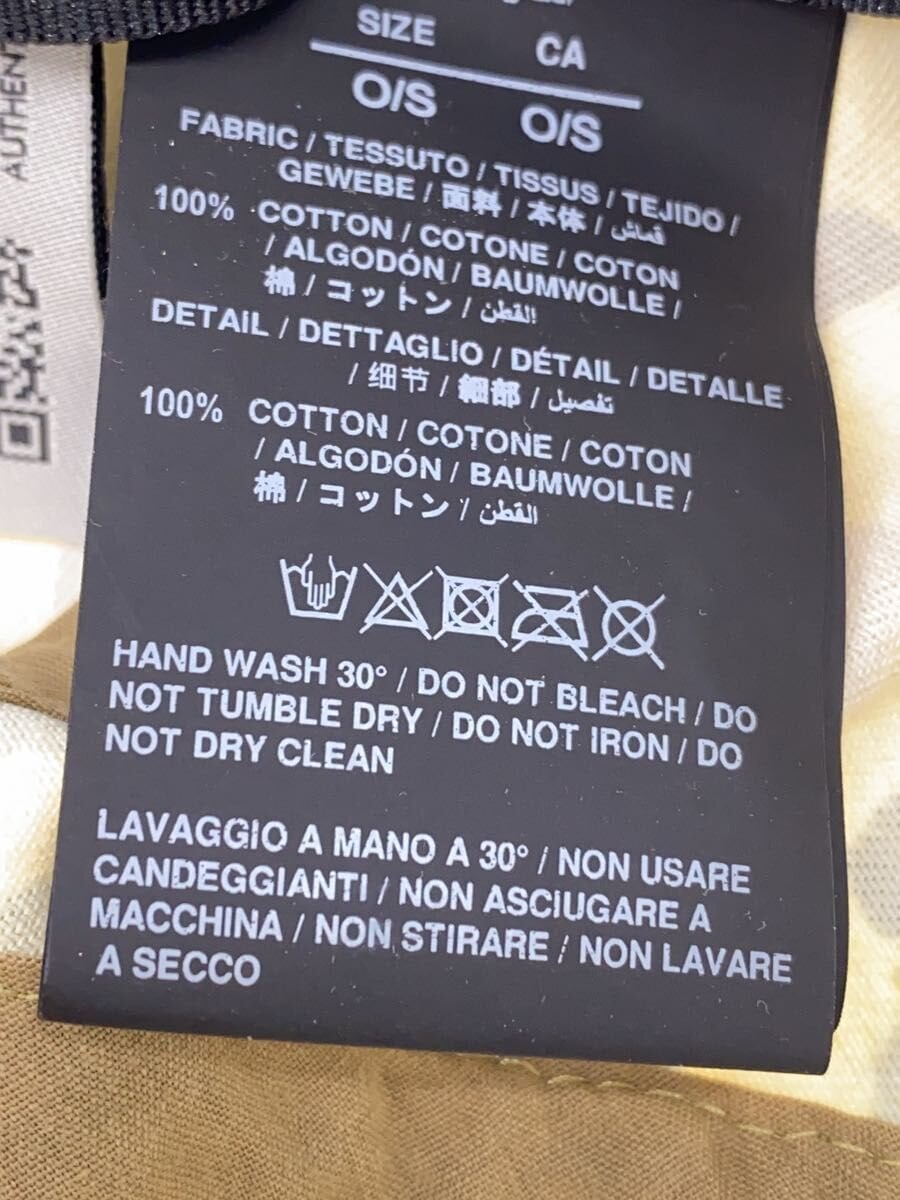 AUTHEN
SIZE CA
O/S O/S
FABRIC / TESSUTO / TISSUS / TEJIDO /
GEWEBE / 面料 / 本体 / قماش
100% COTTON / COTONE / COTON
/ ALGODÓN / BAUMWOLLE /
棉 / コットン / القطن
DETAIL / DETTAGLIO / DÉTAIL / DETALLE
/ 细节 / 細部 / تفصيل
100% COTTON / COTONE / COTON
/ ALGODÓN / BAUMWOLLE /
棉 / コットン / القطن
HAND WASH 30° / DO NOT BLEACH / DO
NOT TUMBLE DRY / DO NOT IRON / DO
NOT DRY CLEAN
LAVAGGIO A MANO A 30° / NON USARE
CANDEGGIANTI / NON ASCIUGARE A
MACCHINA / NON STIRARE / NON LAVARE
A SECCO